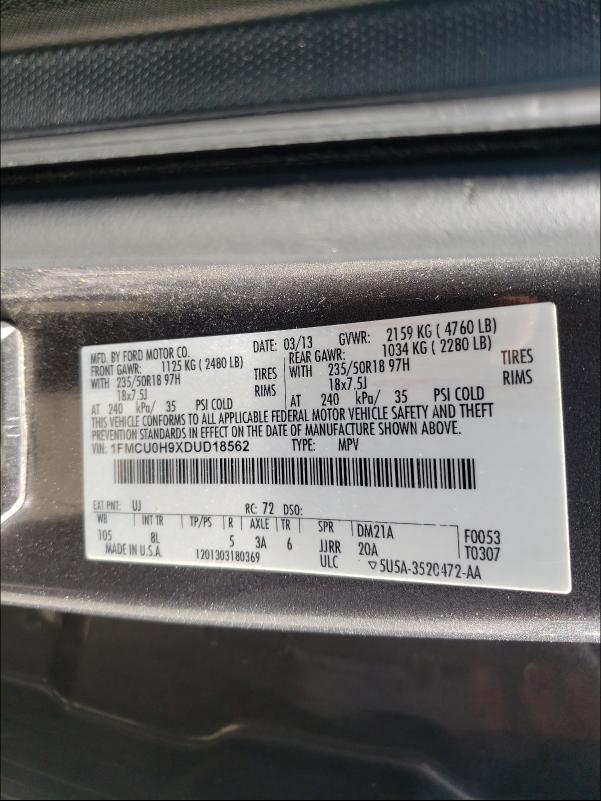 MFD. BY FORD MOTOR CO. DATE: 03/13 GVWR: 2159 KG ( 4760 LB)
FRONT GAWR: 1125 KG ( 2480 LB) REAR GAWR: 1034 KG ( 2280 LB)
WITH 235/50R18 97H TIRES WITH 235/50R18 97H TIRES
18x7.5J RIMS 18x7.5J RIMS
AT 240 kPa/ 35 PSI COLD AT 240 kPa/ 35 PSI COLD
THIS VEHICLE CONFORMS TO ALL APPLICABLE FEDERAL MOTOR VEHICLE SAFETY AND THEFT
PREVENTION STANDARDS IN EFFECT ON THE DATE OF MANUFACTURE SHOWN ABOVE.
VIN: 1FMCU0H9XDUD18562 TYPE: MPV
EXT PNT: UJ RC: 72 DSO:
WB INT TR TP/PS R AXLE TR SPR DM21A F0053
105 8L 5 3A 6 JJRR 20A T0307
MADE IN U.S.A. 1201303180369 ULC ▽5U5A-3520472-AA